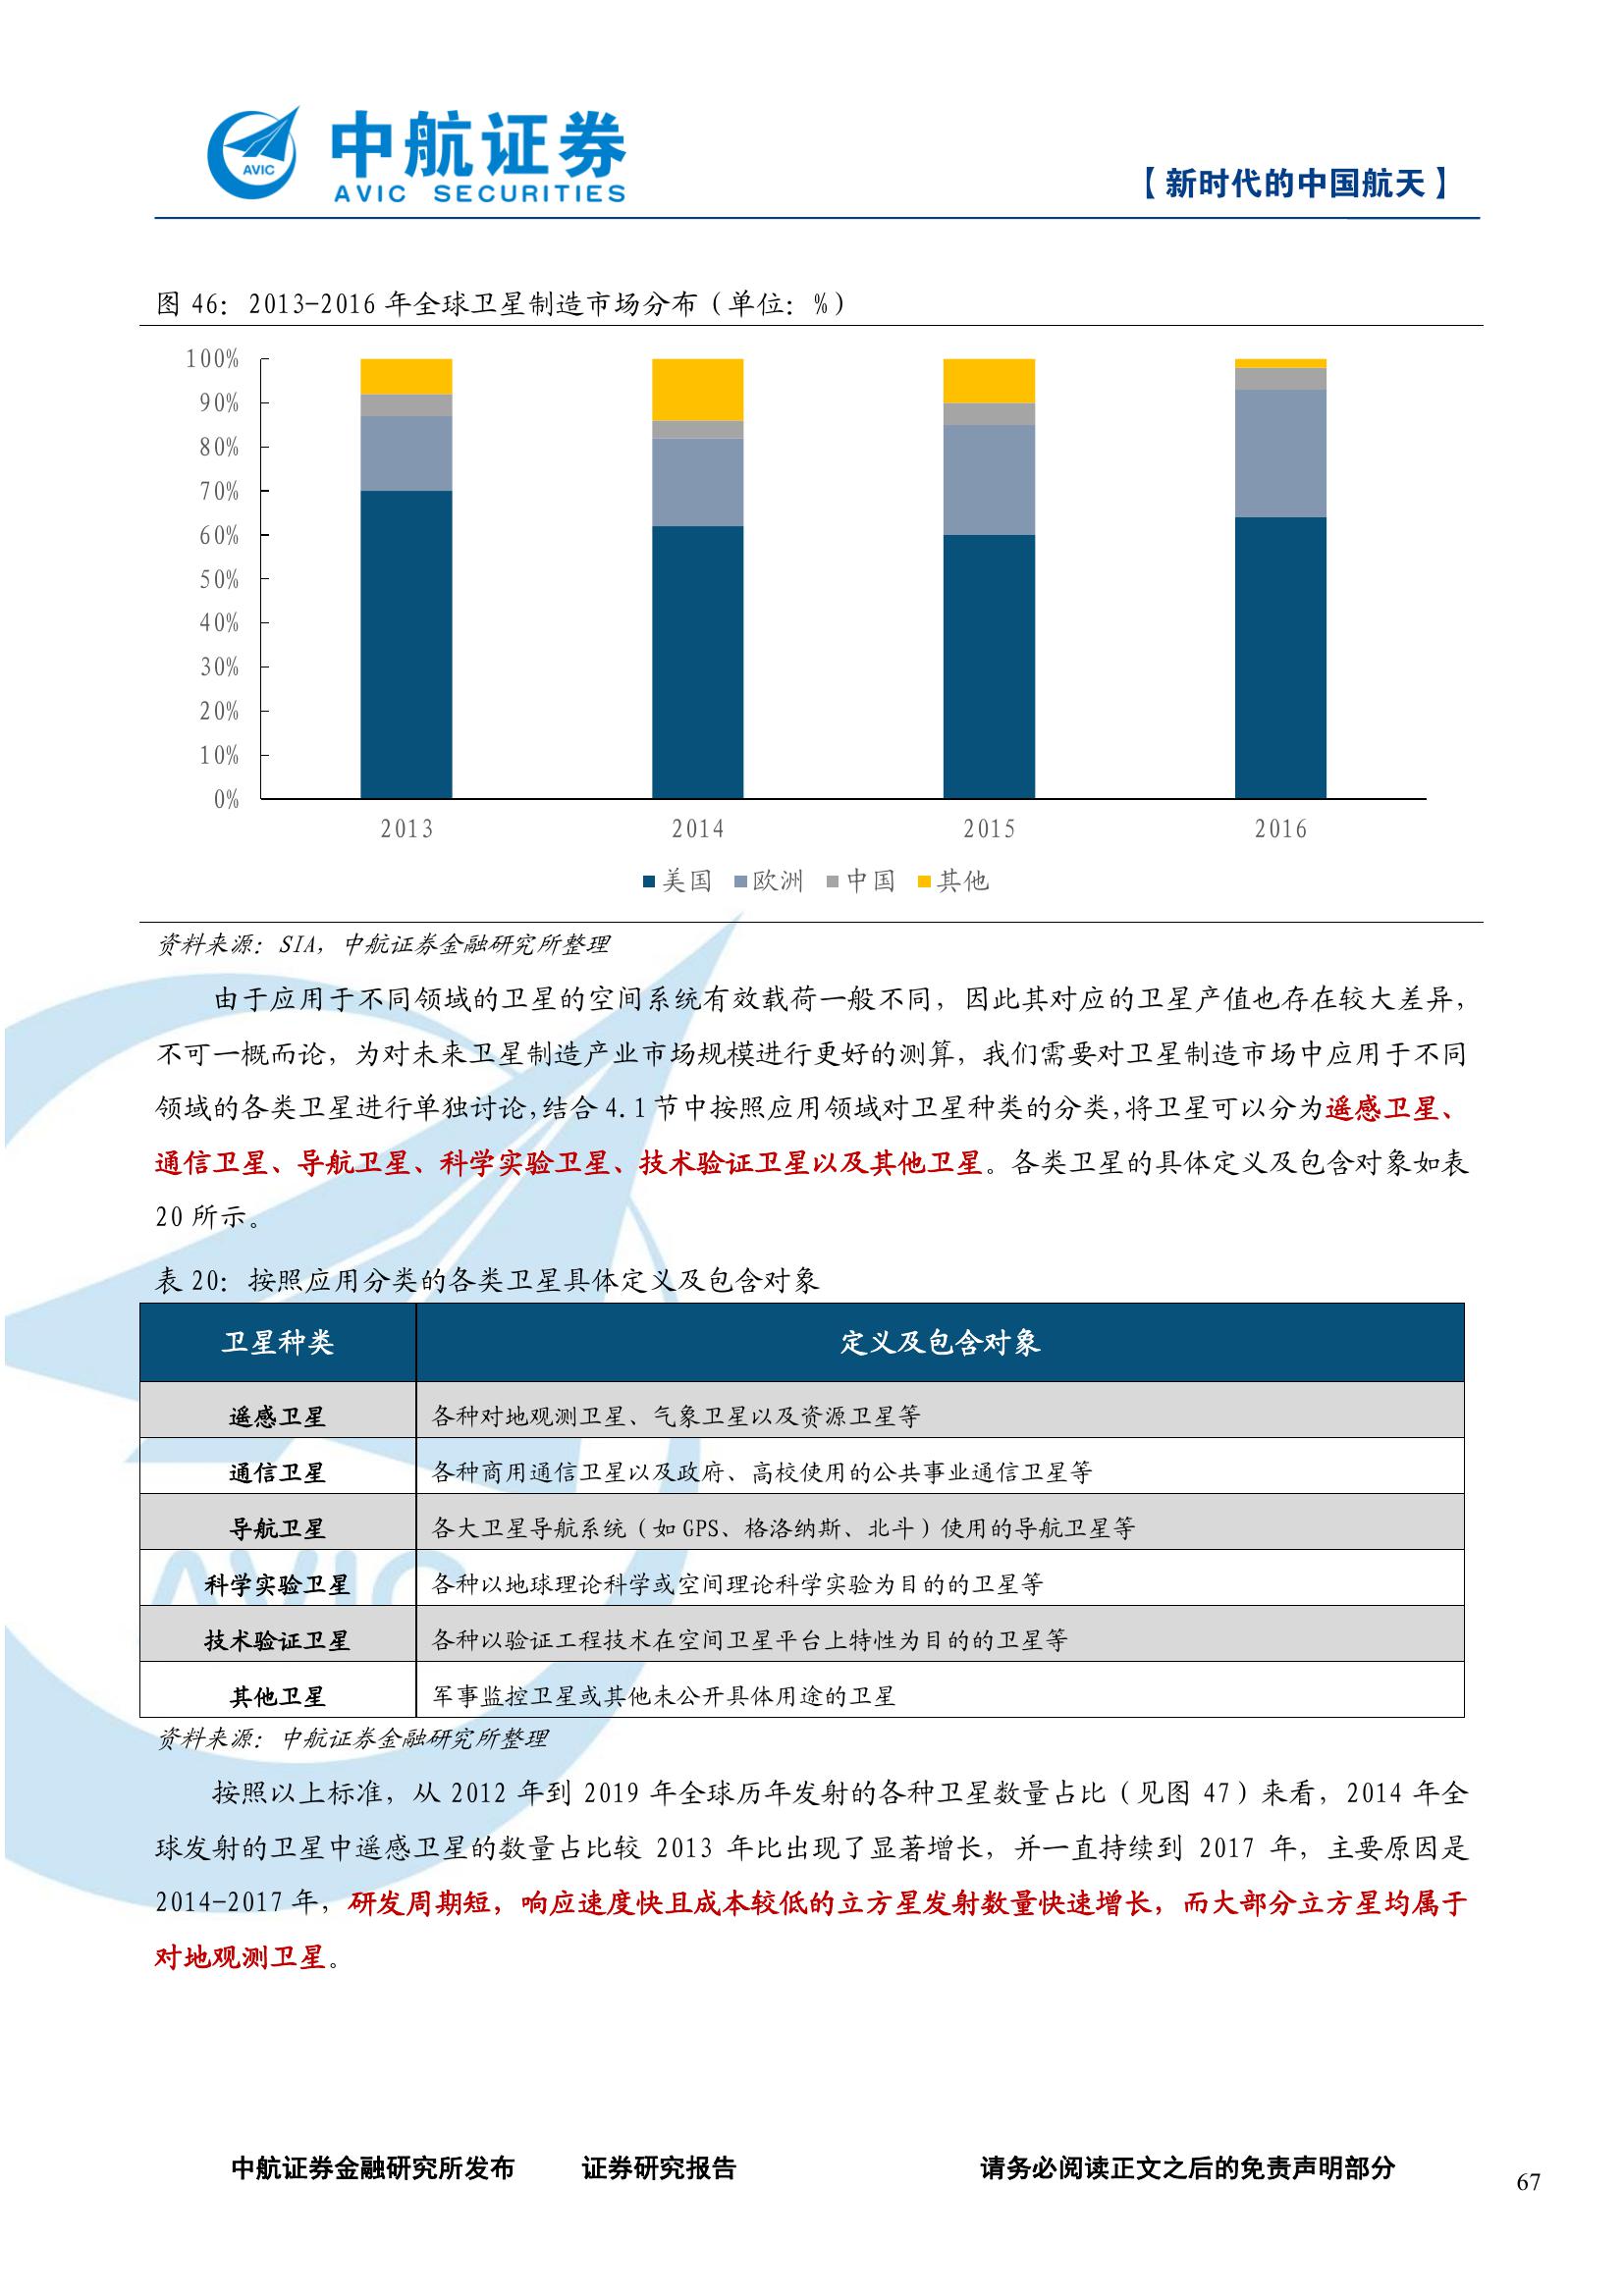 AVIC
中航证券
AVIC SECURITIES
【新时代的中国航天】
图 46：2013-2016 年全球卫星制造市场分布（单位：%）
100%
90%
80%
70%
60%
50%
40%
30%
20%
10%
0%
2013 2014 2015 2016
美国 欧洲 中国 其他
资料来源：SIA，中航证券金融研究所整理
由于应用于不同领域的卫星的空间系统有效载荷一般不同，因此其对应的卫星产值也存在较大差异，
不可一概而论，为对未来卫星制造产业市场规模进行更好的测算，我们需要对卫星制造市场中应用于不同
领域的各类卫星进行单独讨论，结合 4.1 节中按照应用领域对卫星种类的分类，将卫星可以分为遥感卫星、
通信卫星、导航卫星、科学实验卫星、技术验证卫星以及其他卫星。各类卫星的具体定义及包含对象如表
20 所示。
表 20：按照应用分类的各类卫星具体定义及包含对象
卫星种类 定义及包含对象
遥感卫星 各种对地观测卫星、气象卫星以及资源卫星等
通信卫星 各种商用通信卫星以及政府、高校使用的公共事业通信卫星等
导航卫星 各大卫星导航系统（如 GPS、格洛纳斯、北斗）使用的导航卫星等
科学实验卫星 各种以地球理论科学或空间理论科学实验为目的的卫星等
技术验证卫星 各种以验证工程技术在空间卫星平台上特性为目的的卫星等
其他卫星 军事监控卫星或其他未公开具体用途的卫星
资料来源：中航证券金融研究所整理
按照以上标准，从 2012 年到 2019 年全球历年发射的各种卫星数量占比（见图 47）来看，2014 年全
球发射的卫星中遥感卫星的数量占比较 2013 年比出现了显著增长，并一直持续到 2017 年，主要原因是
2014-2017 年，研发周期短，响应速度快且成本较低的立方星发射数量快速增长，而大部分立方星均属于
对地观测卫星。
中航证券金融研究所发布 证券研究报告 请务必阅读正文之后的免责声明部分
67